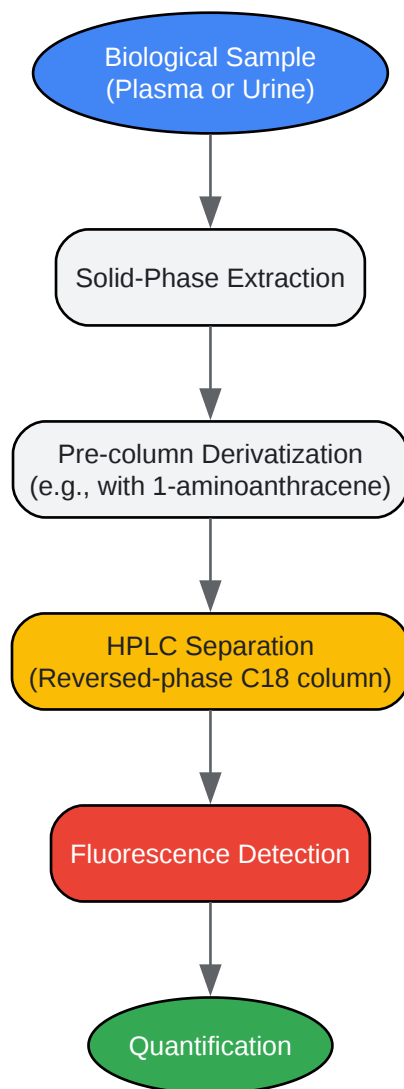 Biological Sample
(Plasma or Urine)
Solid-Phase Extraction
Pre-column Derivatization
(e.g., with 1-aminoanthracene)
HPLC Separation
(Reversed-phase C18 column)
Fluorescence Detection
Quantification